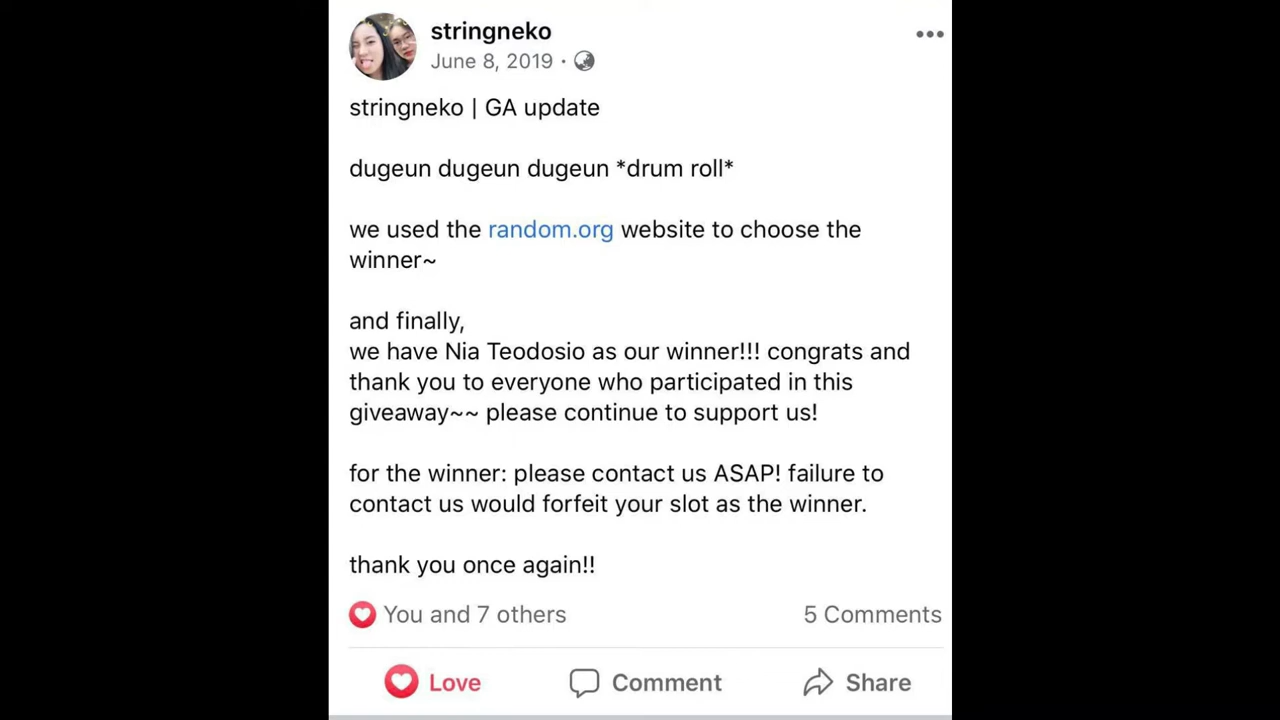 stringneko
June 8, 2019 ·
stringneko | GA update
dugeun dugeun dugeun *drum roll*
we used the random.org website to choose the
winner~
and finally,
we have Nia Teodosio as our winner!!! congrats and
thank you to everyone who participated in this
giveaway~~ please continue to support us!
for the winner: please contact us ASAP! failure to
contact us would forfeit your slot as the winner.
thank you once again!!
You and 7 others 5 Comments
Love Comment Share